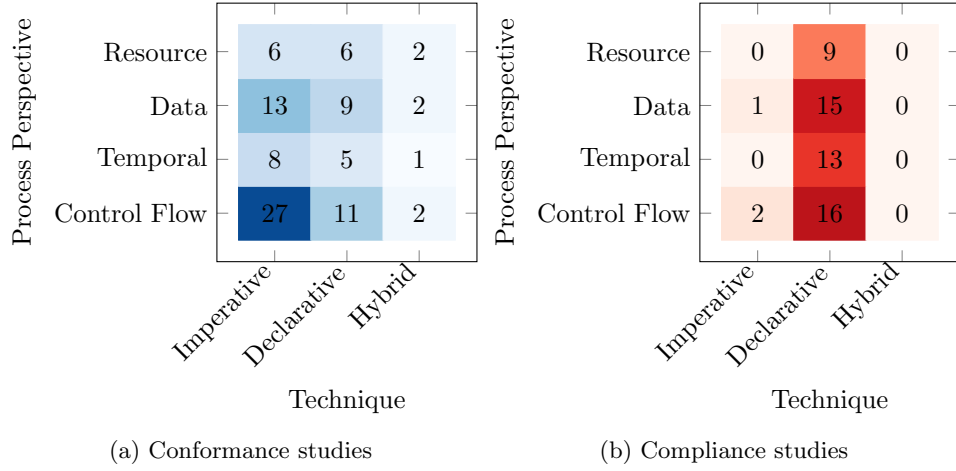 Process Perspective
Resource 6 6 2
Data 13 9 2
Temporal 8 5 1
Control Flow 27 11 2
Imperative
Declarative
Hybrid
Technique
(a) Conformance studies
Process Perspective
Resource 0 9 0
Data 1 15 0
Temporal 0 13 0
Control Flow 2 16 0
Imperative
Declarative
Hybrid
Technique
(b) Compliance studies